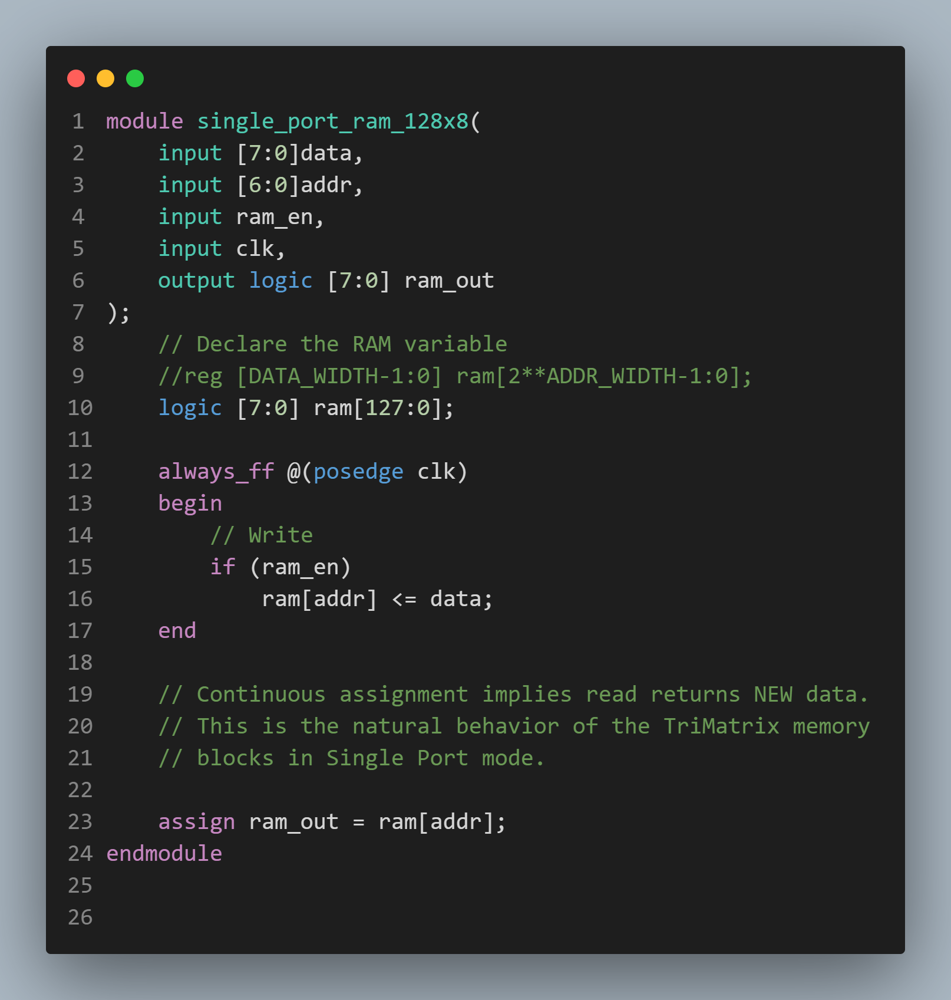 1 module single_port_ram_128x8(
2     input [7:0]data,
3     input [6:0]addr,
4     input ram_en,
5     input clk,
6     output logic [7:0] ram_out
7 );
8     // Declare the RAM variable
9     //reg [DATA_WIDTH-1:0] ram[2**ADDR_WIDTH-1:0];
10     logic [7:0] ram[127:0];
11
12     always_ff @(posedge clk)
13     begin
14         // Write
15         if (ram_en)
16             ram[addr] <= data;
17     end
18
19     // Continuous assignment implies read returns NEW data.
20     // This is the natural behavior of the TriMatrix memory
21     // blocks in Single Port mode.
22
23     assign ram_out = ram[addr];
24 endmodule
25
26